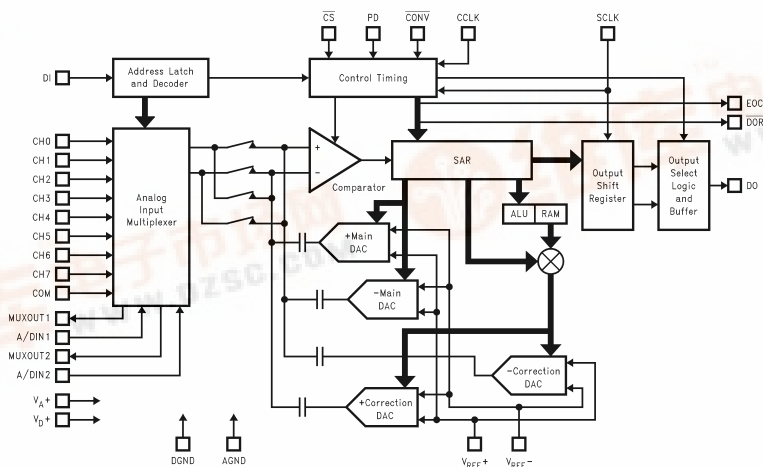 CS PD CONV CCLK SCLK
DI
Address Latch
and Decoder
Control Timing
EOC
DOR
CH0
CH1
CH2
CH3
CH4
CH5
CH6
CH7
COM
MUXOUT1
A/DIN1
MUXOUT2
A/DIN2
VA+
VD+
DGND
AGND
Analog
Input
Multiplexer
+
−
Comparator
SAR
ALU RAM
Output
Shift
Register
Output
Select
Logic
and
Buffer
DO
+Main
DAC
−Main
DAC
−Correction
DAC
+Correction
DAC
VREF+
VREF−
WWW.DZSC.COM